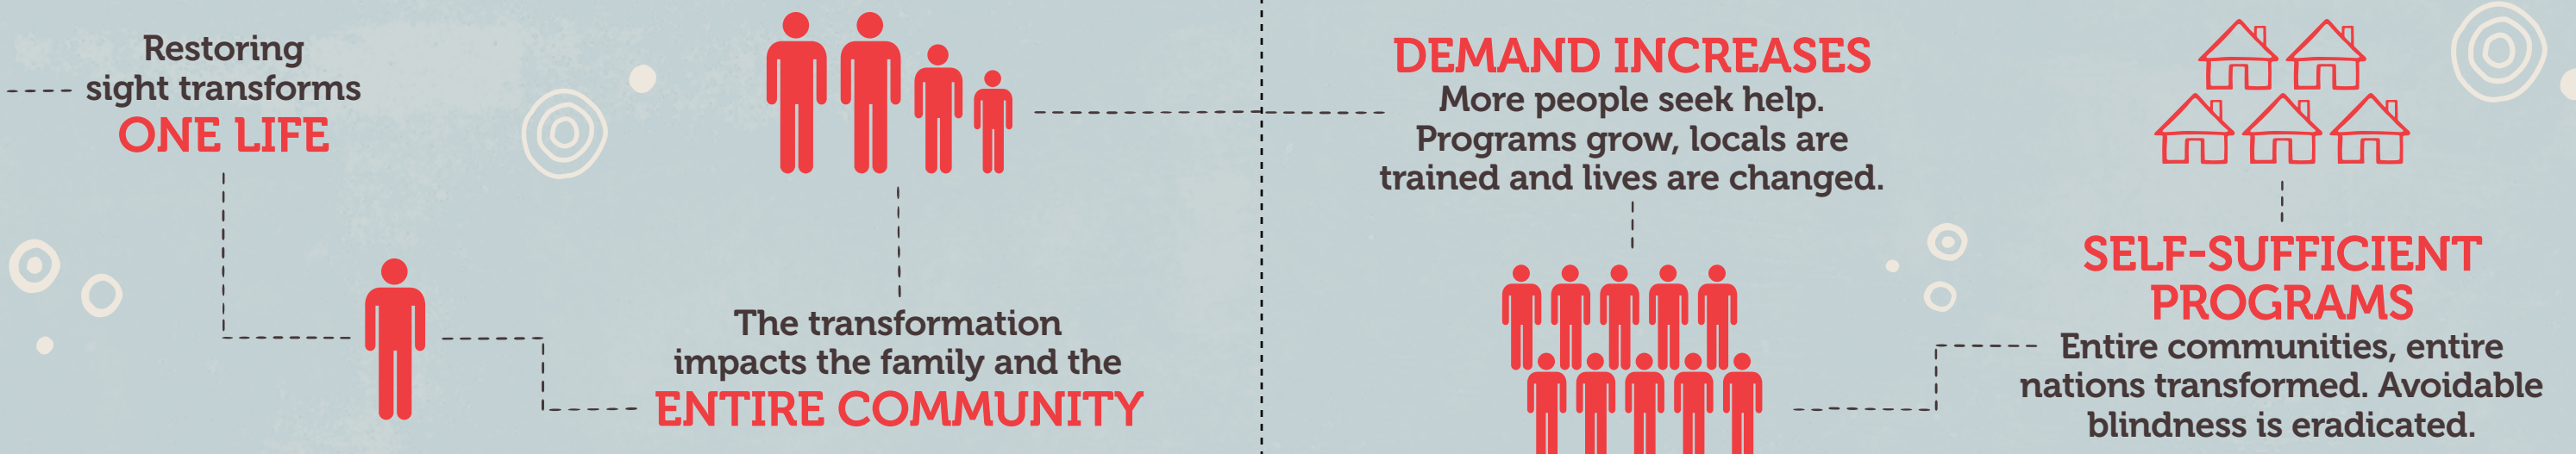 Restoring
sight transforms
ONE LIFE
The transformation
impacts the family and the
ENTIRE COMMUNITY
DEMAND INCREASES
More people seek help.
Programs grow, locals are
trained and lives are changed.
SELF-SUFFICIENT
PROGRAMS
Entire communities, entire
nations transformed. Avoidable
blindness is eradicated.